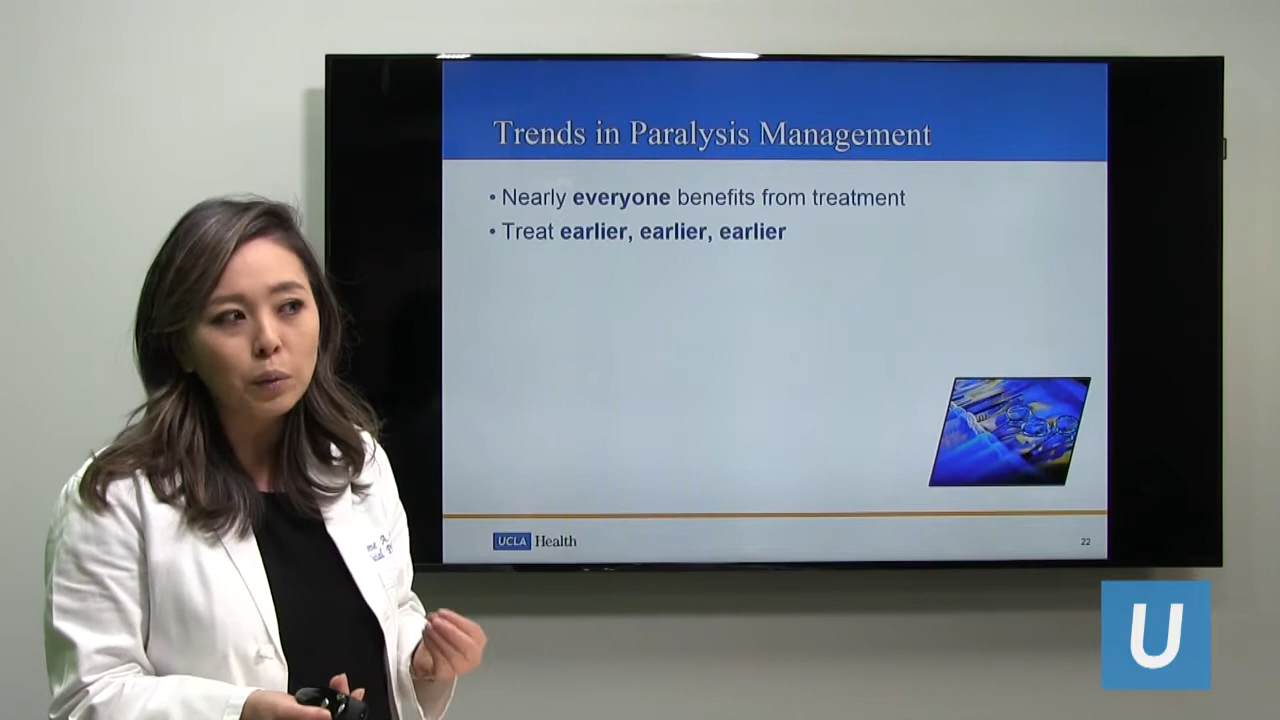 Trends in Paralysis Management
• Nearly everyone benefits from treatment
• Treat earlier, earlier, earlier
UCLA Health
22
U